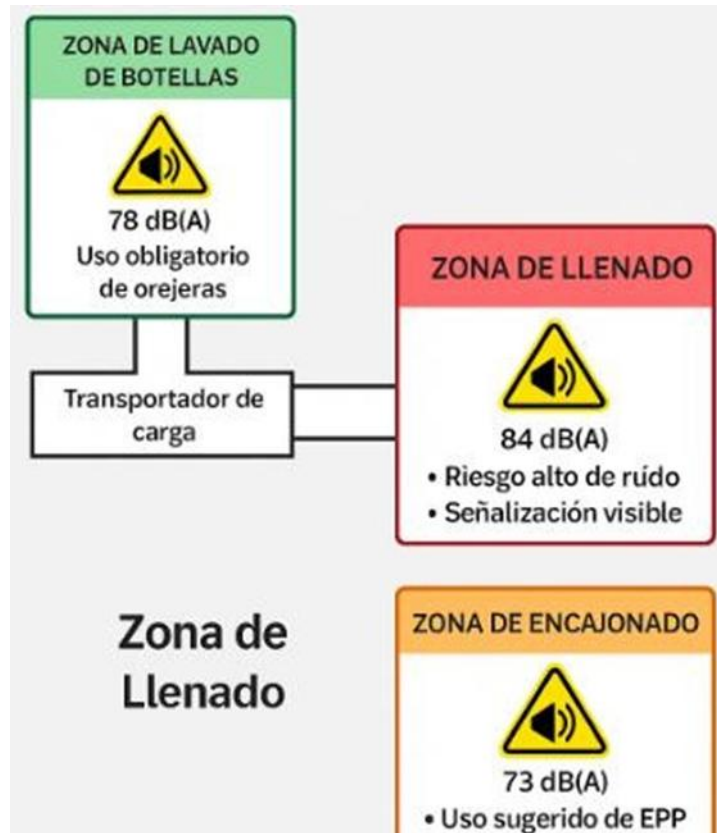 ZONA DE LAVADO
DE BOTELLAS
78 dB(A)
Uso obligatorio
de orejeras
Transportador de
carga
ZONA DE LLENADO
84 dB(A)
• Riesgo alto de ruído
• Señalización visible
Zona de
Llenado
ZONA DE ENCAJONADO
73 dB(A)
• Uso sugerido de EPP